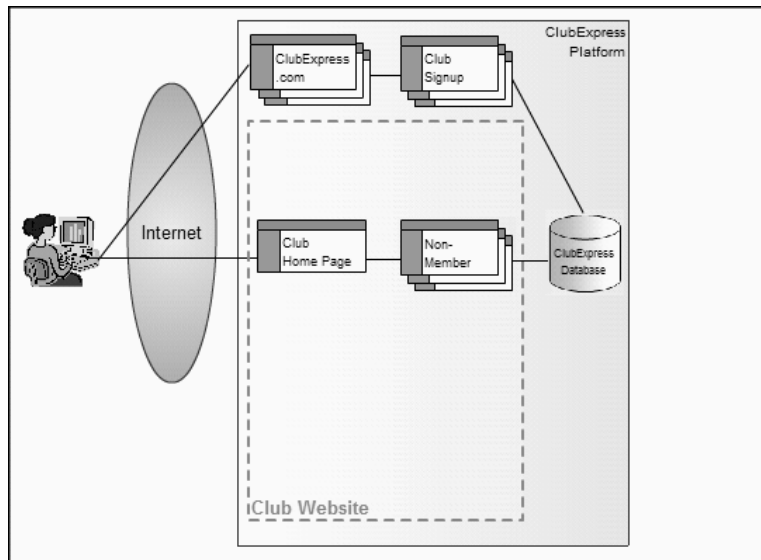 ClubExpress
Platform
ClubExpress
.com
Club
Signup
Internet
Club
Home Page
Non-
Member
ClubExpress
Database
Club Website